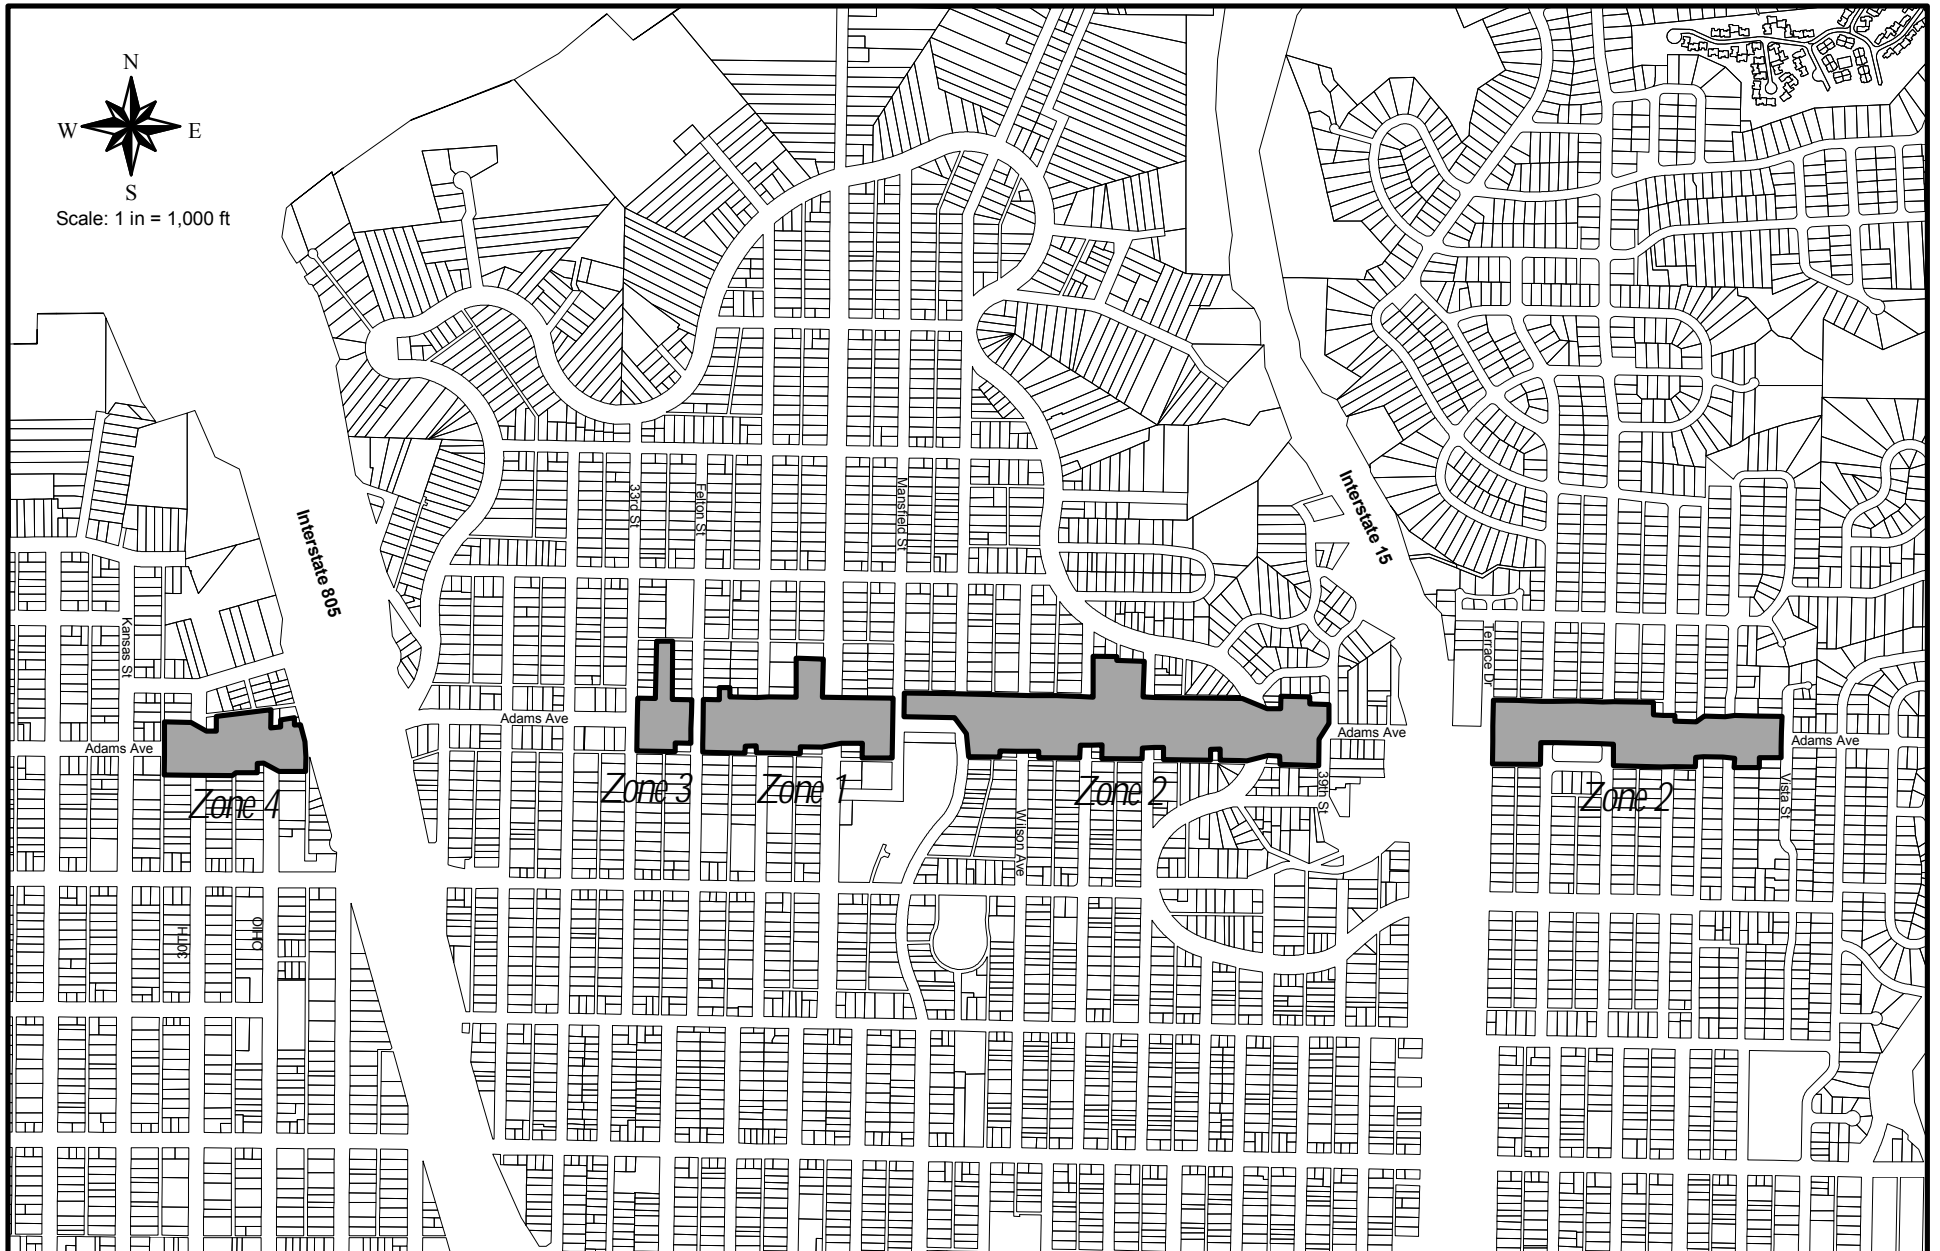 N
W E
S
Scale: 1 in = 1,000 ft
Interstate 15
33rd St
Felton St
Mansfield St
Interstate 805
Kansas St
Terrace Dr
Adams Ave
Adams Ave
Adams Ave
Adams Ave
Zone 4
Zone 3
Zone 1
Zone 2
Zone 2
39th St
Vista St
Wilson Ave
30TH
OHIO